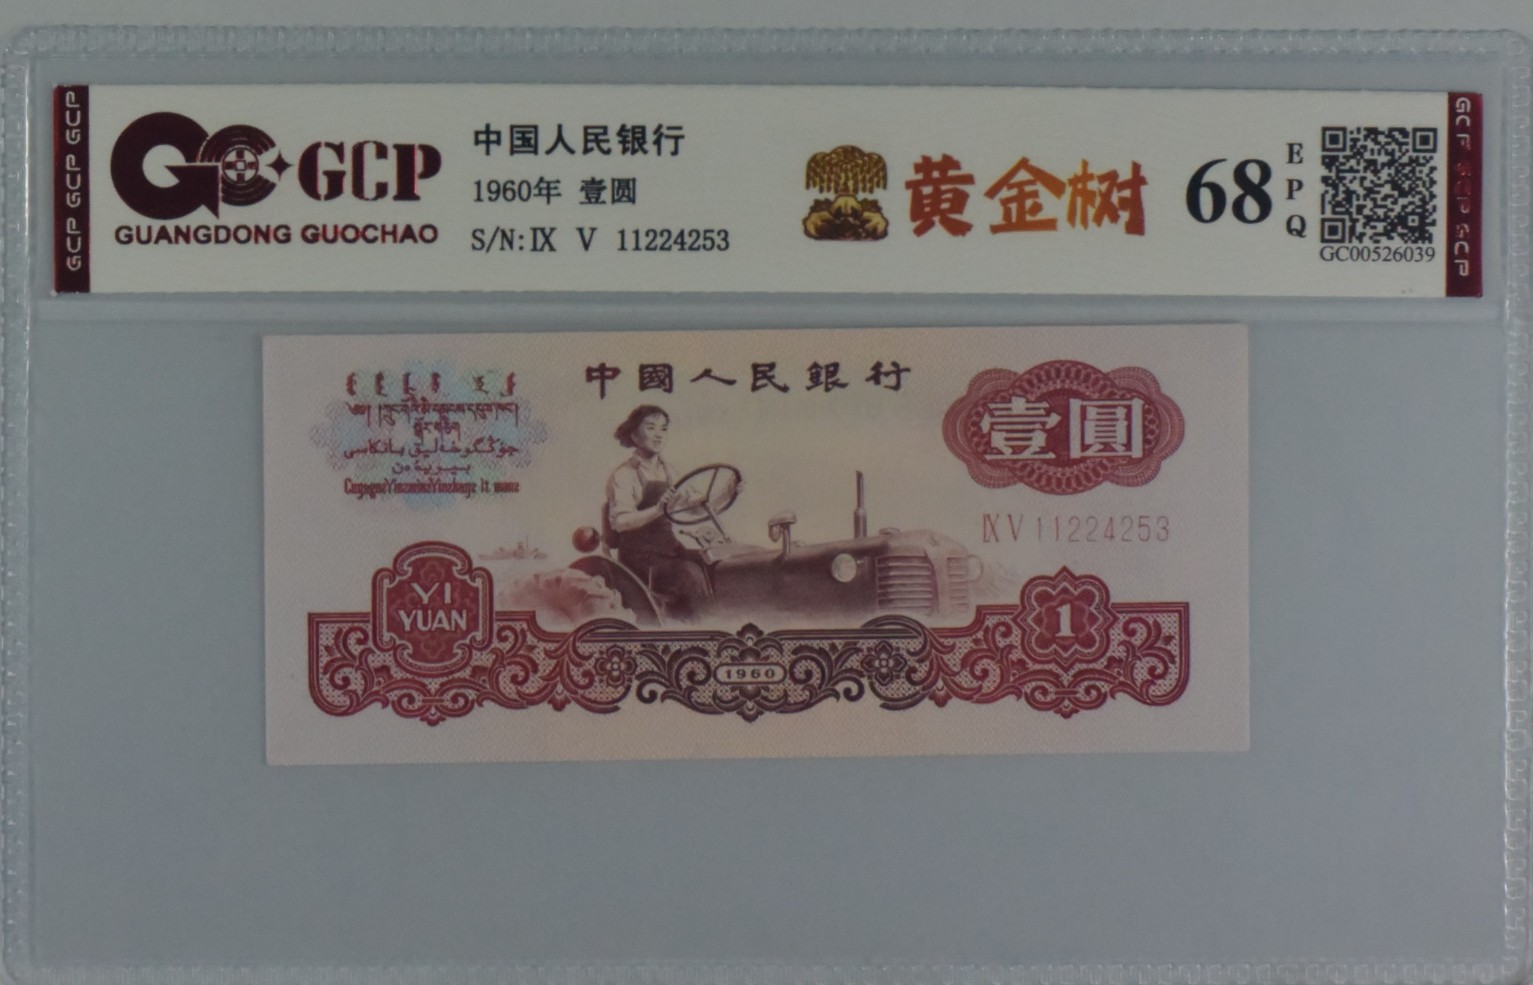 GCP GCP GCP
GCP
GUANGDONG GUOCHAO
中国人民银行
1960年 壹圆
S/N: IX V 11224253
黄金树
68
EPQ
GC00526039
GCP GCP GCP
中國人民銀行
壹圓
IX V 11224253
YI
YUAN
1960
1